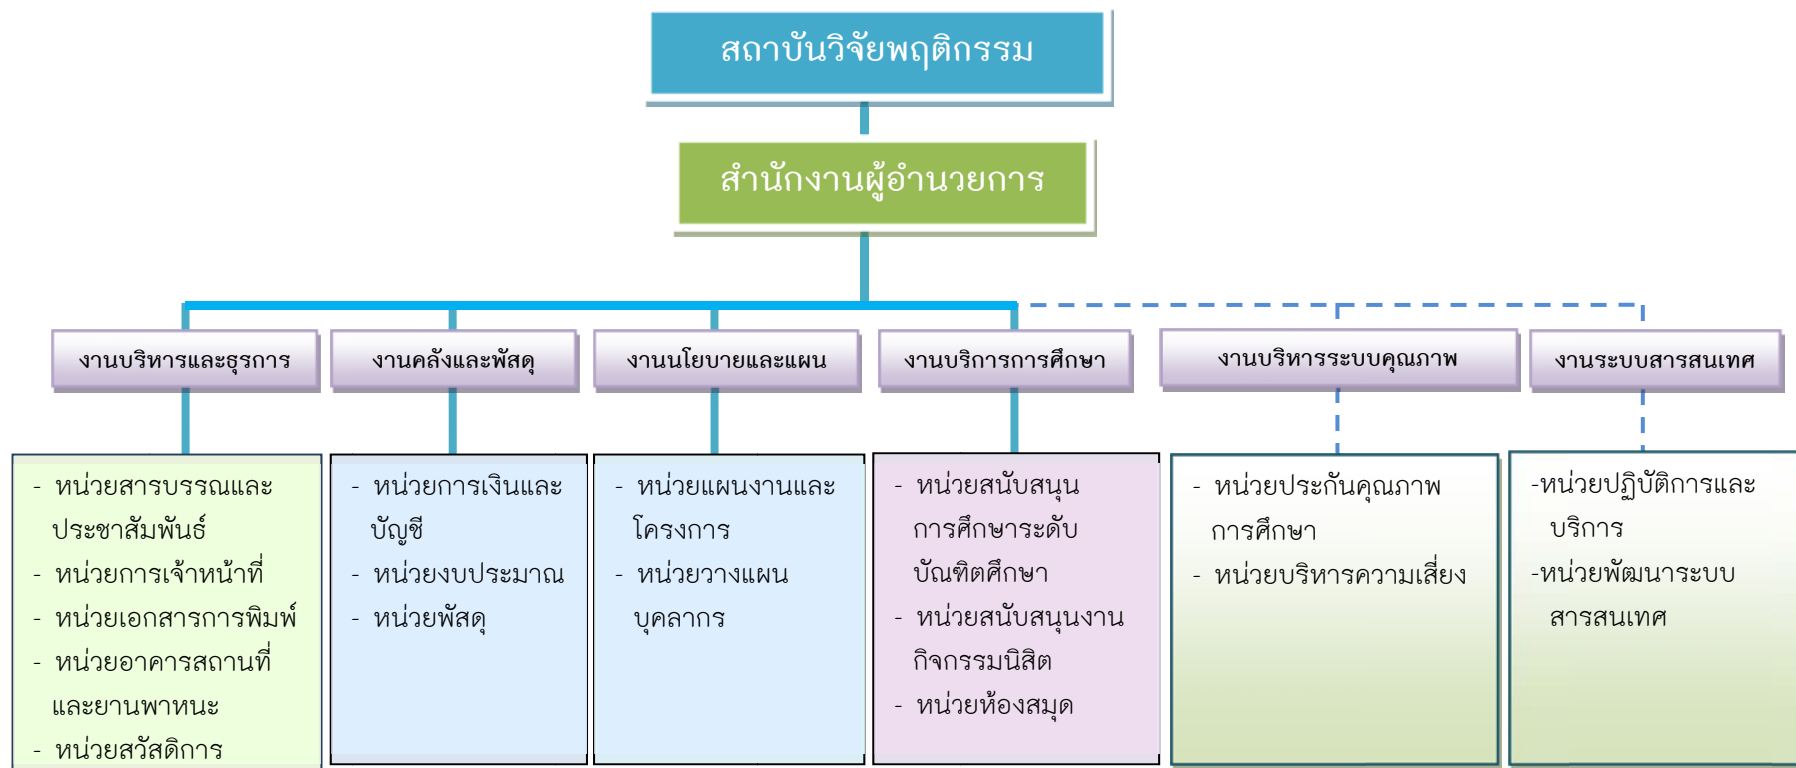 สถาบันวิจัยพฤติกรรม
สำนักงานผู้อำนวยการ
งานบริหารและธุรการ
งานคลังและพัสดุ
งานนโยบายและแผน
งานบริการการศึกษา
งานบริหารระบบคุณภาพ
งานระบบสารสนเทศ
- หน่วยสารบรรณและ
ประชาสัมพันธ์
- หน่วยการเจ้าหน้าที่
- หน่วยเอกสารการพิมพ์
- หน่วยอาคารสถานที่
และยานพาหนะ
- หน่วยสวัสดิการ
- หน่วยการเงินและ
บัญชี
- หน่วยงบประมาณ
- หน่วยพัสดุ
- หน่วยแผนงานและ
โครงการ
- หน่วยวางแผน
บุคลากร
- หน่วยสนับสนุน
การศึกษาระดับ
บัณฑิตศึกษา
- หน่วยสนับสนุนงาน
กิจกรรมนิสิต
- หน่วยห้องสมุด
- หน่วยประกันคุณภาพ
การศึกษา
- หน่วยบริหารความเสี่ยง
-หน่วยปฏิบัติการและ
บริการ
-หน่วยพัฒนาระบบ
สารสนเทศ